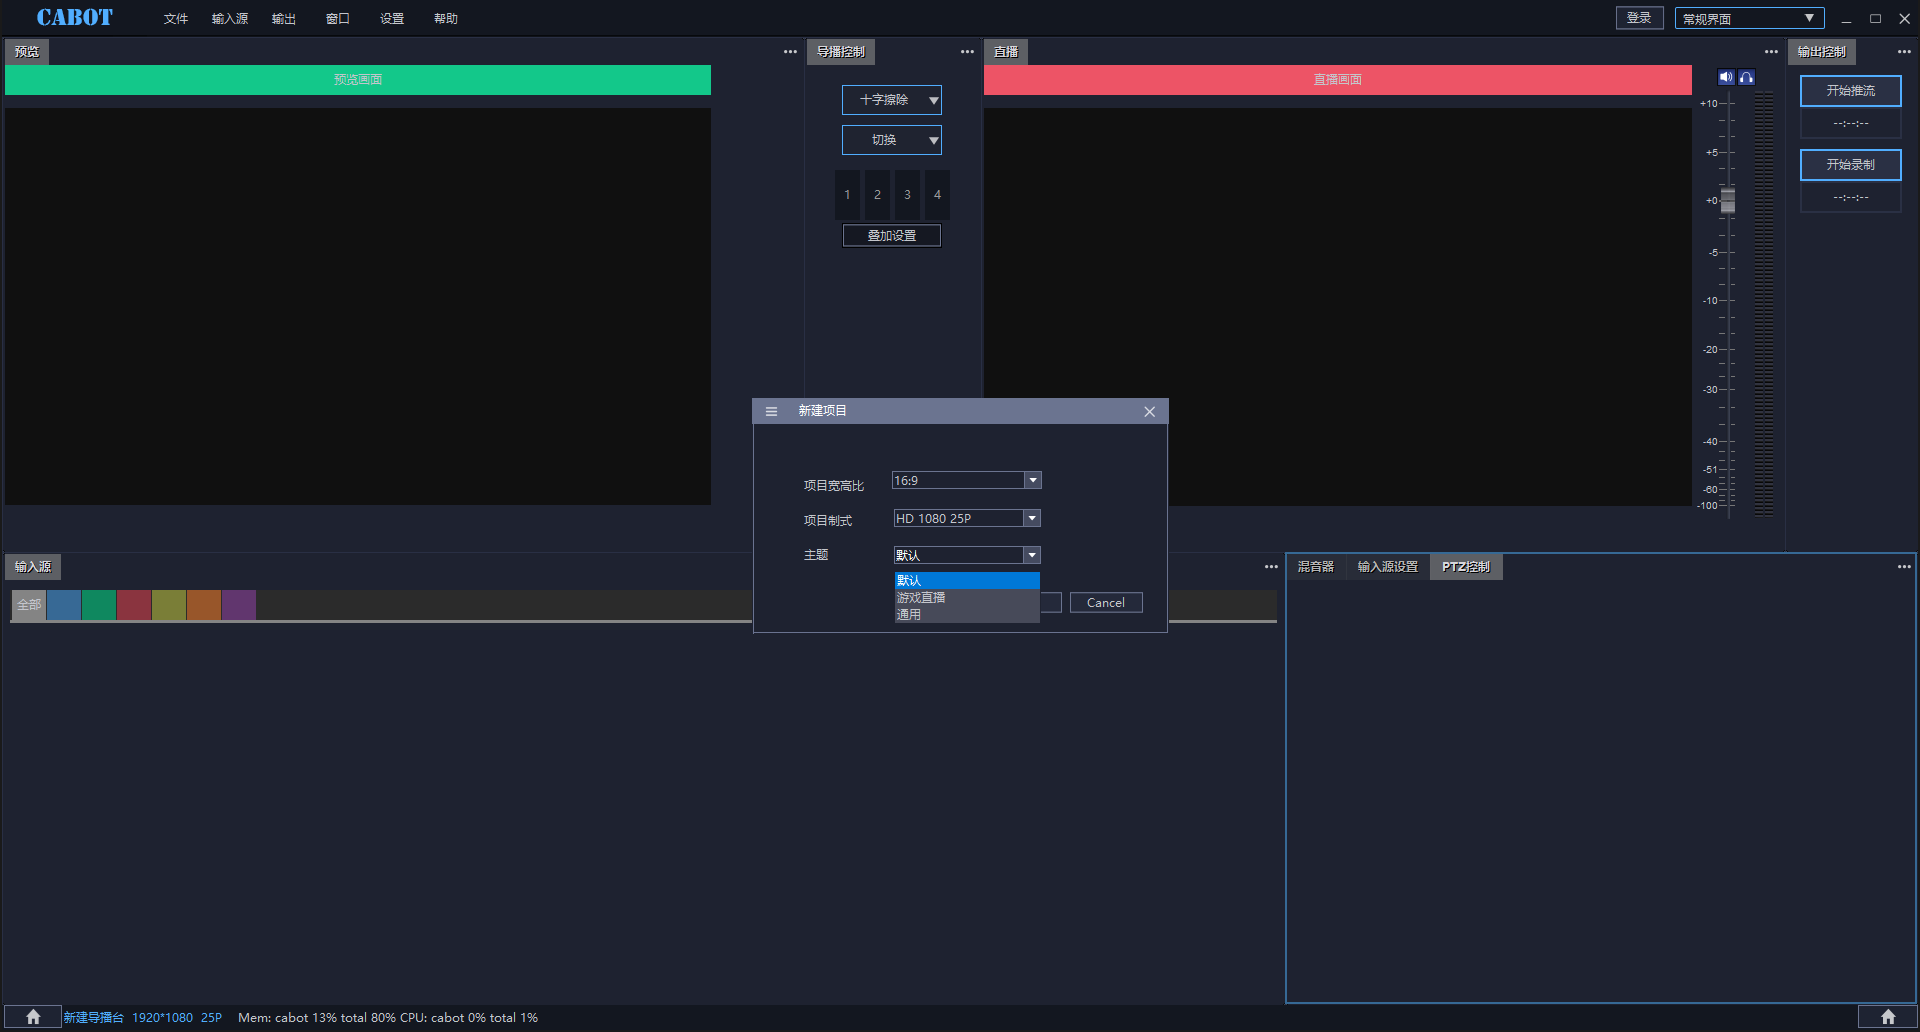 CABOT 文件 输入源 输出 窗口 设置 帮助 登录 常规界面
预览 导播控制 直播 输出控制
预览画面
十字擦除
切换
1 2 3 4
叠加设置
直播画面
+10
+5
+0
-5
-10
-20
-30
-40
-51
-60
-100
开始推流
--:--:--
开始录制
--:--:--
新建项目
项目宽高比 16:9
项目制式 HD 1080 25P
主题 默认
默认
游戏直播
通用
Cancel
输入源
全部
混音器 输入源设置 PTZ控制
新建导播台 1920*1080 25P Mem: cabot 13% total 80% CPU: cabot 0% total 1%